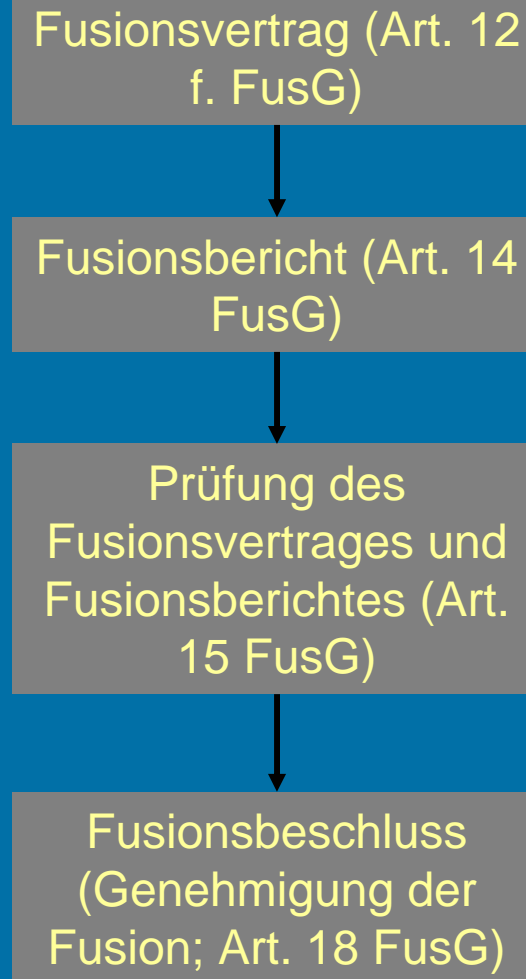 Fusionsvertrag (Art. 12
f. FusG)
Fusionsbericht (Art. 14
FusG)
Prüfung des
Fusionsvertrages und
Fusionsberichtes (Art.
15 FusG)
Fusionsbeschluss
(Genehmigung der
Fusion; Art. 18 FusG)